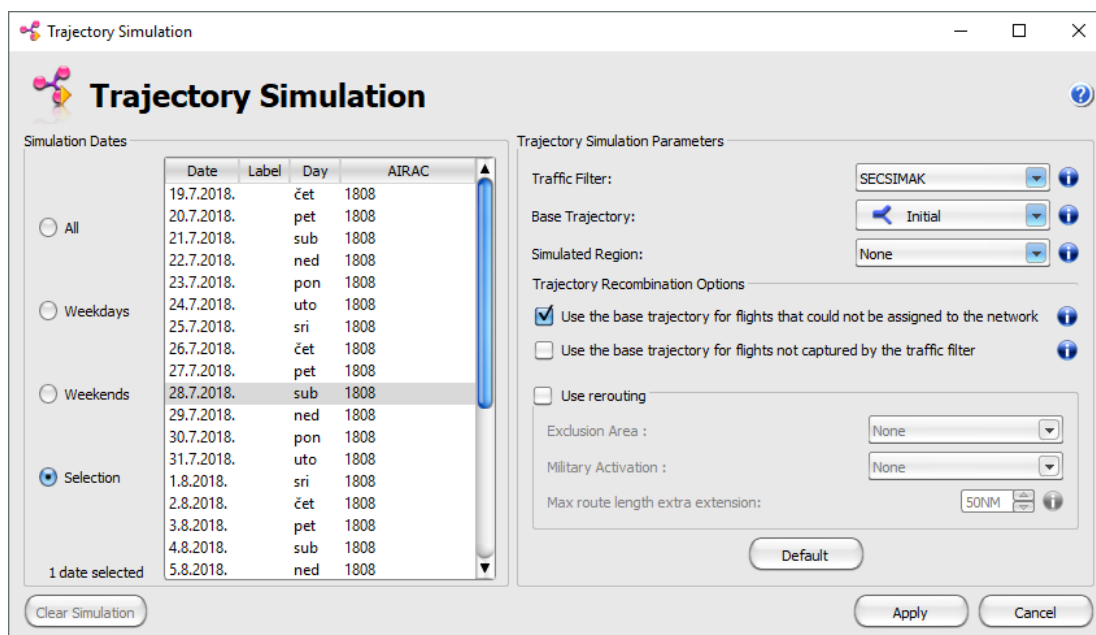 Trajectory Simulation
Trajectory Simulation
Simulation Dates
All
Weekdays
Weekends
Selection
1 date selected
Date Label Day AIRAC
19.7.2018. čet 1808
20.7.2018. pet 1808
21.7.2018. sub 1808
22.7.2018. ned 1808
23.7.2018. pon 1808
24.7.2018. uto 1808
25.7.2018. sri 1808
26.7.2018. čet 1808
27.7.2018. pet 1808
28.7.2018. sub 1808
29.7.2018. ned 1808
30.7.2018. pon 1808
31.7.2018. uto 1808
1.8.2018. sri 1808
2.8.2018. čet 1808
3.8.2018. pet 1808
4.8.2018. sub 1808
5.8.2018. ned 1808
Trajectory Simulation Parameters
Traffic Filter: SECSIMAK
Base Trajectory: Initial
Simulated Region: None
Trajectory Recombination Options
Use the base trajectory for flights that could not be assigned to the network
Use the base trajectory for flights not captured by the traffic filter
Use rerouting
Exclusion Area : None
Military Activation : None
Max route length extra extension: 50NM
Default
Clear Simulation
Apply
Cancel